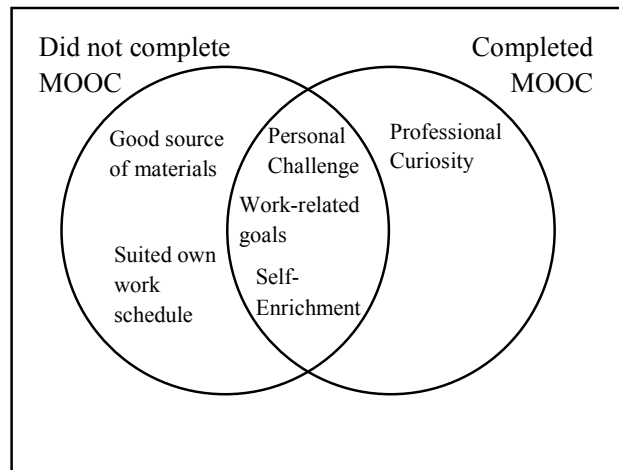 Did not complete
MOOC
Completed
MOOC
Good source
of materials
Suited own
work
schedule
Personal
Challenge
Work-related
goals
Self-
Enrichment
Professional
Curiosity